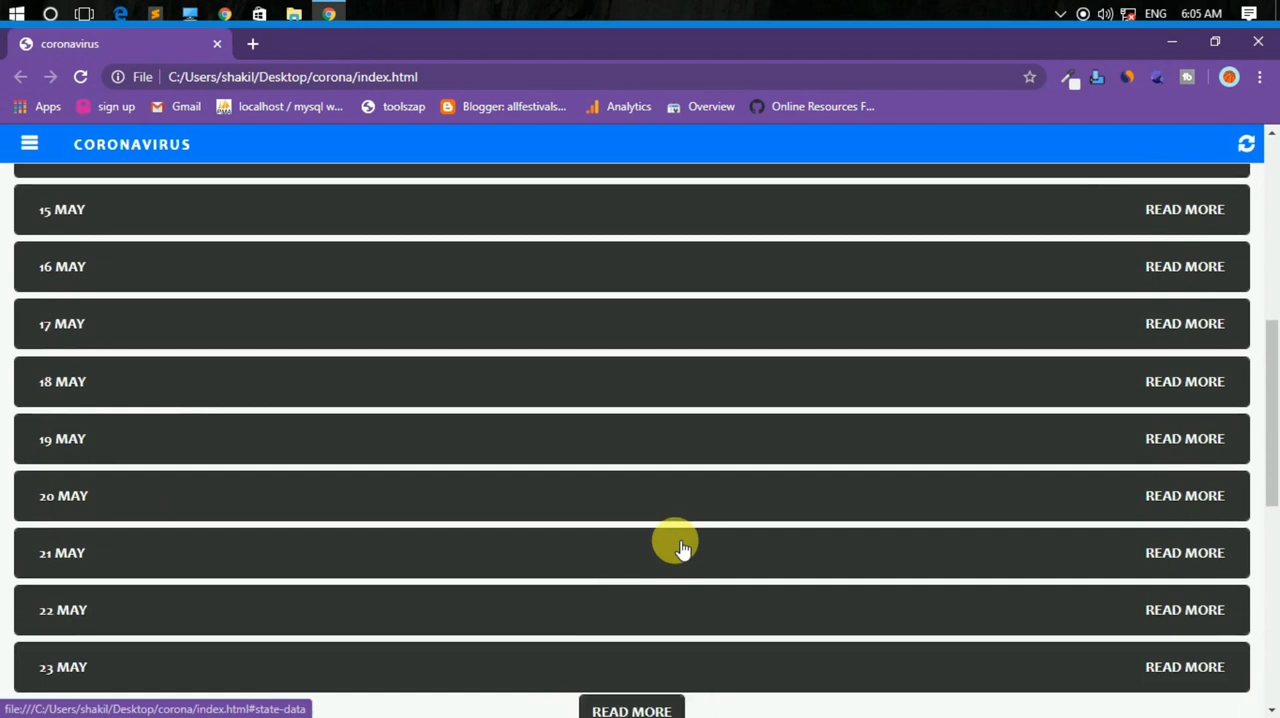 ENG 6:05 AM
coronavirus
File C:/Users/shakil/Desktop/corona/index.html
Apps sign up Gmail localhost / mysql w... toolszap Blogger: allfestivals... Analytics Overview Online Resources F...
CORONAVIRUS
15 MAY READ MORE
16 MAY READ MORE
17 MAY READ MORE
18 MAY READ MORE
19 MAY READ MORE
20 MAY READ MORE
21 MAY READ MORE
22 MAY READ MORE
23 MAY READ MORE
file:///C:/Users/shakil/Desktop/corona/index.html#state-data READ MORE